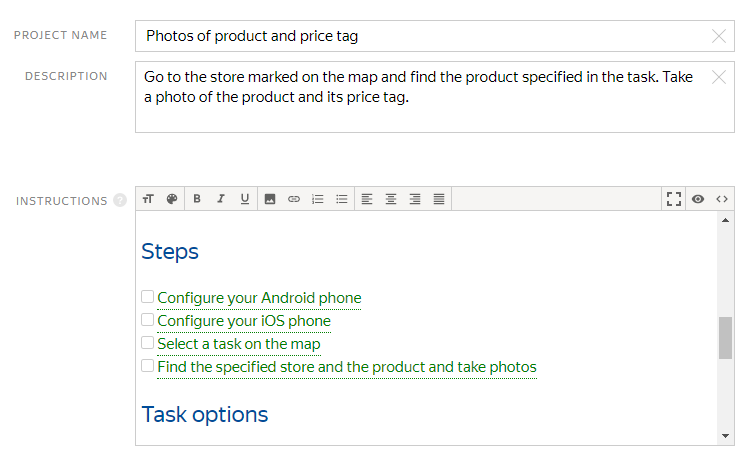 PROJECT NAME
Photos of product and price tag
DESCRIPTION
Go to the store marked on the map and find the product specified in the task. Take
a photo of the product and its price tag.
INSTRUCTIONS ?
TT B I U
Steps
Configure your Android phone
Configure your iOS phone
Select a task on the map
Find the specified store and the product and take photos
Task options